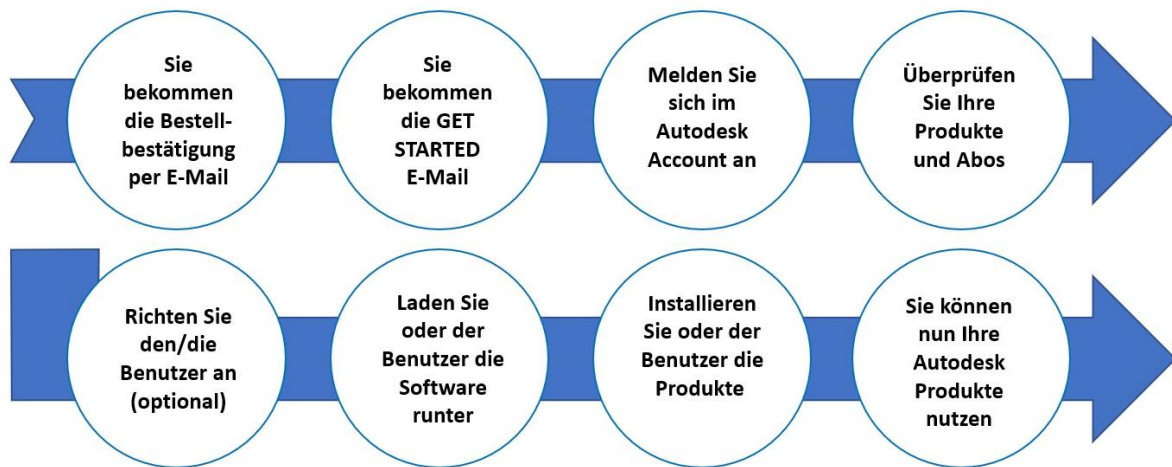 Sie
bekommen
die Bestell-
bestätigung
per E-Mail
Sie
bekommen
die GET
STARTED
E-Mail
Melden Sie
sich im
Autodesk
Account an
Überprüfen
Sie Ihre
Produkte
und Abos
Richten Sie
den/die
Benutzer an
(optional)
Laden Sie
oder der
Benutzer die
Software
runter
Installieren
Sie oder der
Benutzer die
Produkte
Sie können
nun Ihre
Autodesk
Produkte
nutzen